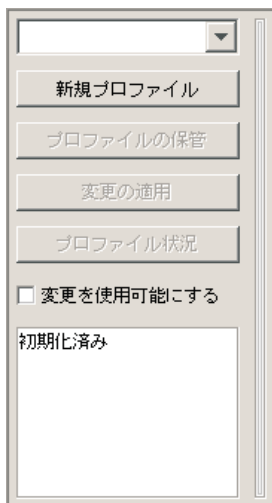 新規プロファイル
プロファイルの保管
変更の適用
プロファイル状況
変更を使用可能にする
初期化済み